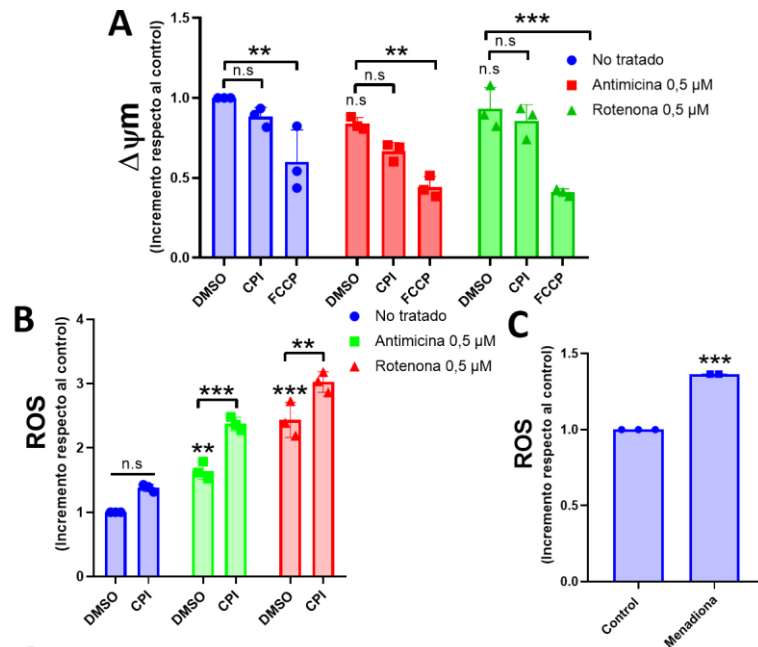 A
Δψm
(Incremento respecto al control)
1.5
1.0
0.5
0.0
**
n.s
**
n.s
n.s
***
n.s
n.s
DMSO
CPI
FCCP
DMSO
CPI
FCCP
DMSO
CPI
FCCP
No tratado
Antimicina 0,5 µM
Rotenona 0,5 µM
B
ROS
(Incremento respecto al control)
4
3
2
1
0
n.s
**
***
***
**
DMSO
CPI
DMSO
CPI
DMSO
CPI
No tratado
Antimicina 0,5 µM
Rotenona 0,5 µM
C
ROS
(Incremento respecto al control)
1.5
1.0
0.5
0.0
***
Control
Menadiona